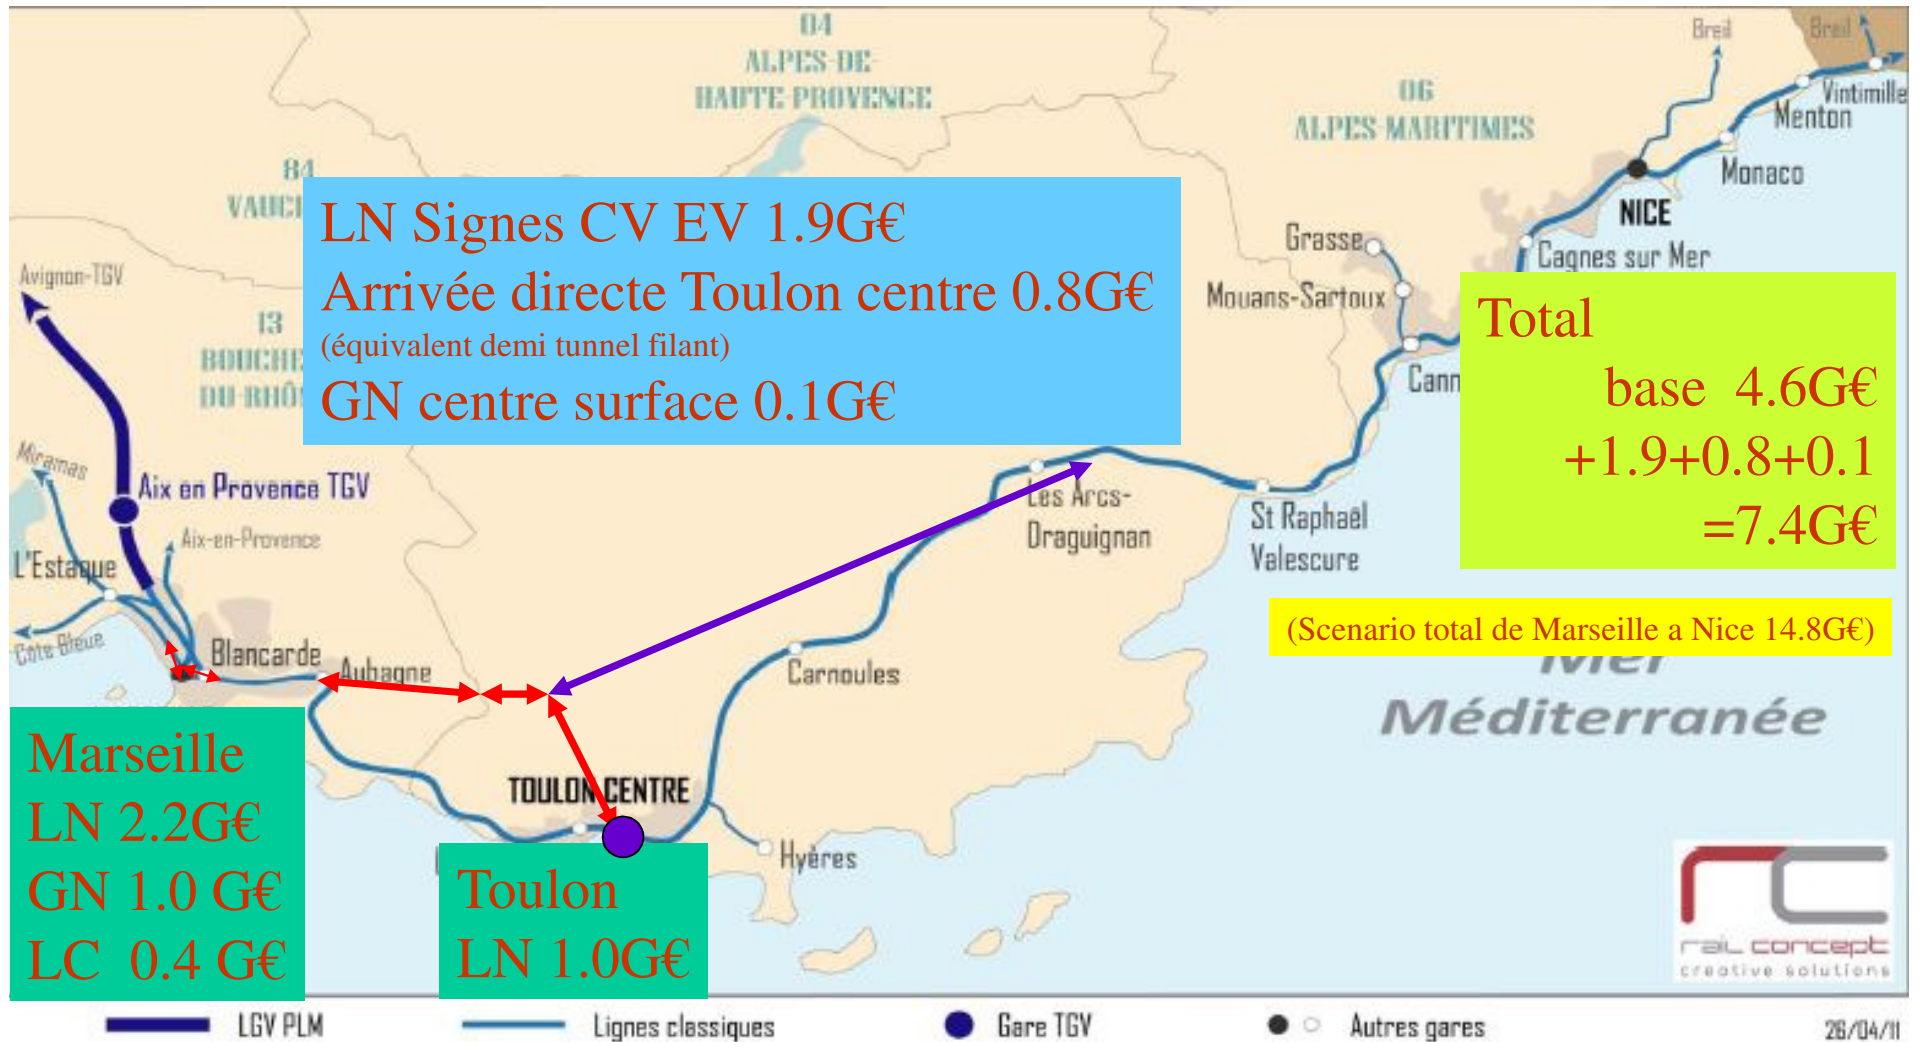 04
ALPES-DE-
HAUTE-PROVENCE
Breil
Breil
06
ALPES-MARITIMES
Vintimille
Menton
Monaco
84
NICE
Grasse
Cagnes sur Mer
Mouans-Sartoux
LN Signes CV EV 1.9G€
Arrivée directe Toulon centre 0.8G€
(équivalent demi tunnel filant)
GN centre surface 0.1G€
Avignon-TGV
13
Total
base 4.6G€
+1.9+0.8+0.1
=7.4G€
Miramas
Aix en Provence TGV
Aix-en-Provence
L'Estaque
Côte Bleue
Les Arcs-
Draguignan
St Raphaël
Valescure
(Scenario total de Marseille a Nice 14.8G€)
Blancarde
Aubagne
Carnoules
Mer
Méditerranée
Marseille
LN 2.2G€
GN 1.0 G€
LC 0.4 G€
TOULON CENTRE
Hyères
Toulon
LN 1.0G€
rail concept
creative solutions
LGV PLM
Lignes classiques
Gare TGV
Autres gares
26/04/11